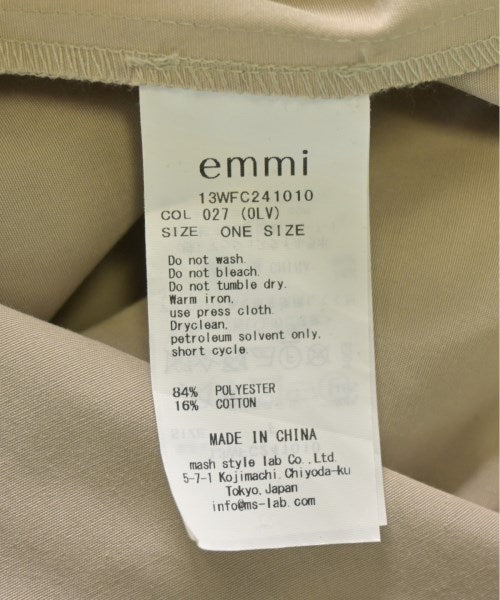 emmi
13WFC241010
COL 027 (OLV)
SIZE ONE SIZE
Do not wash.
Do not bleach.
Do not tumble dry.
Warm iron,
use press cloth.
Dryclean,
petroleum solvent only,
short cycle.
84% POLYESTER
16% COTTON
MADE IN CHINA
mash style lab Co.,Ltd.
5-7-1 Kojimachi, Chiyoda-ku
Tokyo, Japan
info@ms-lab.com